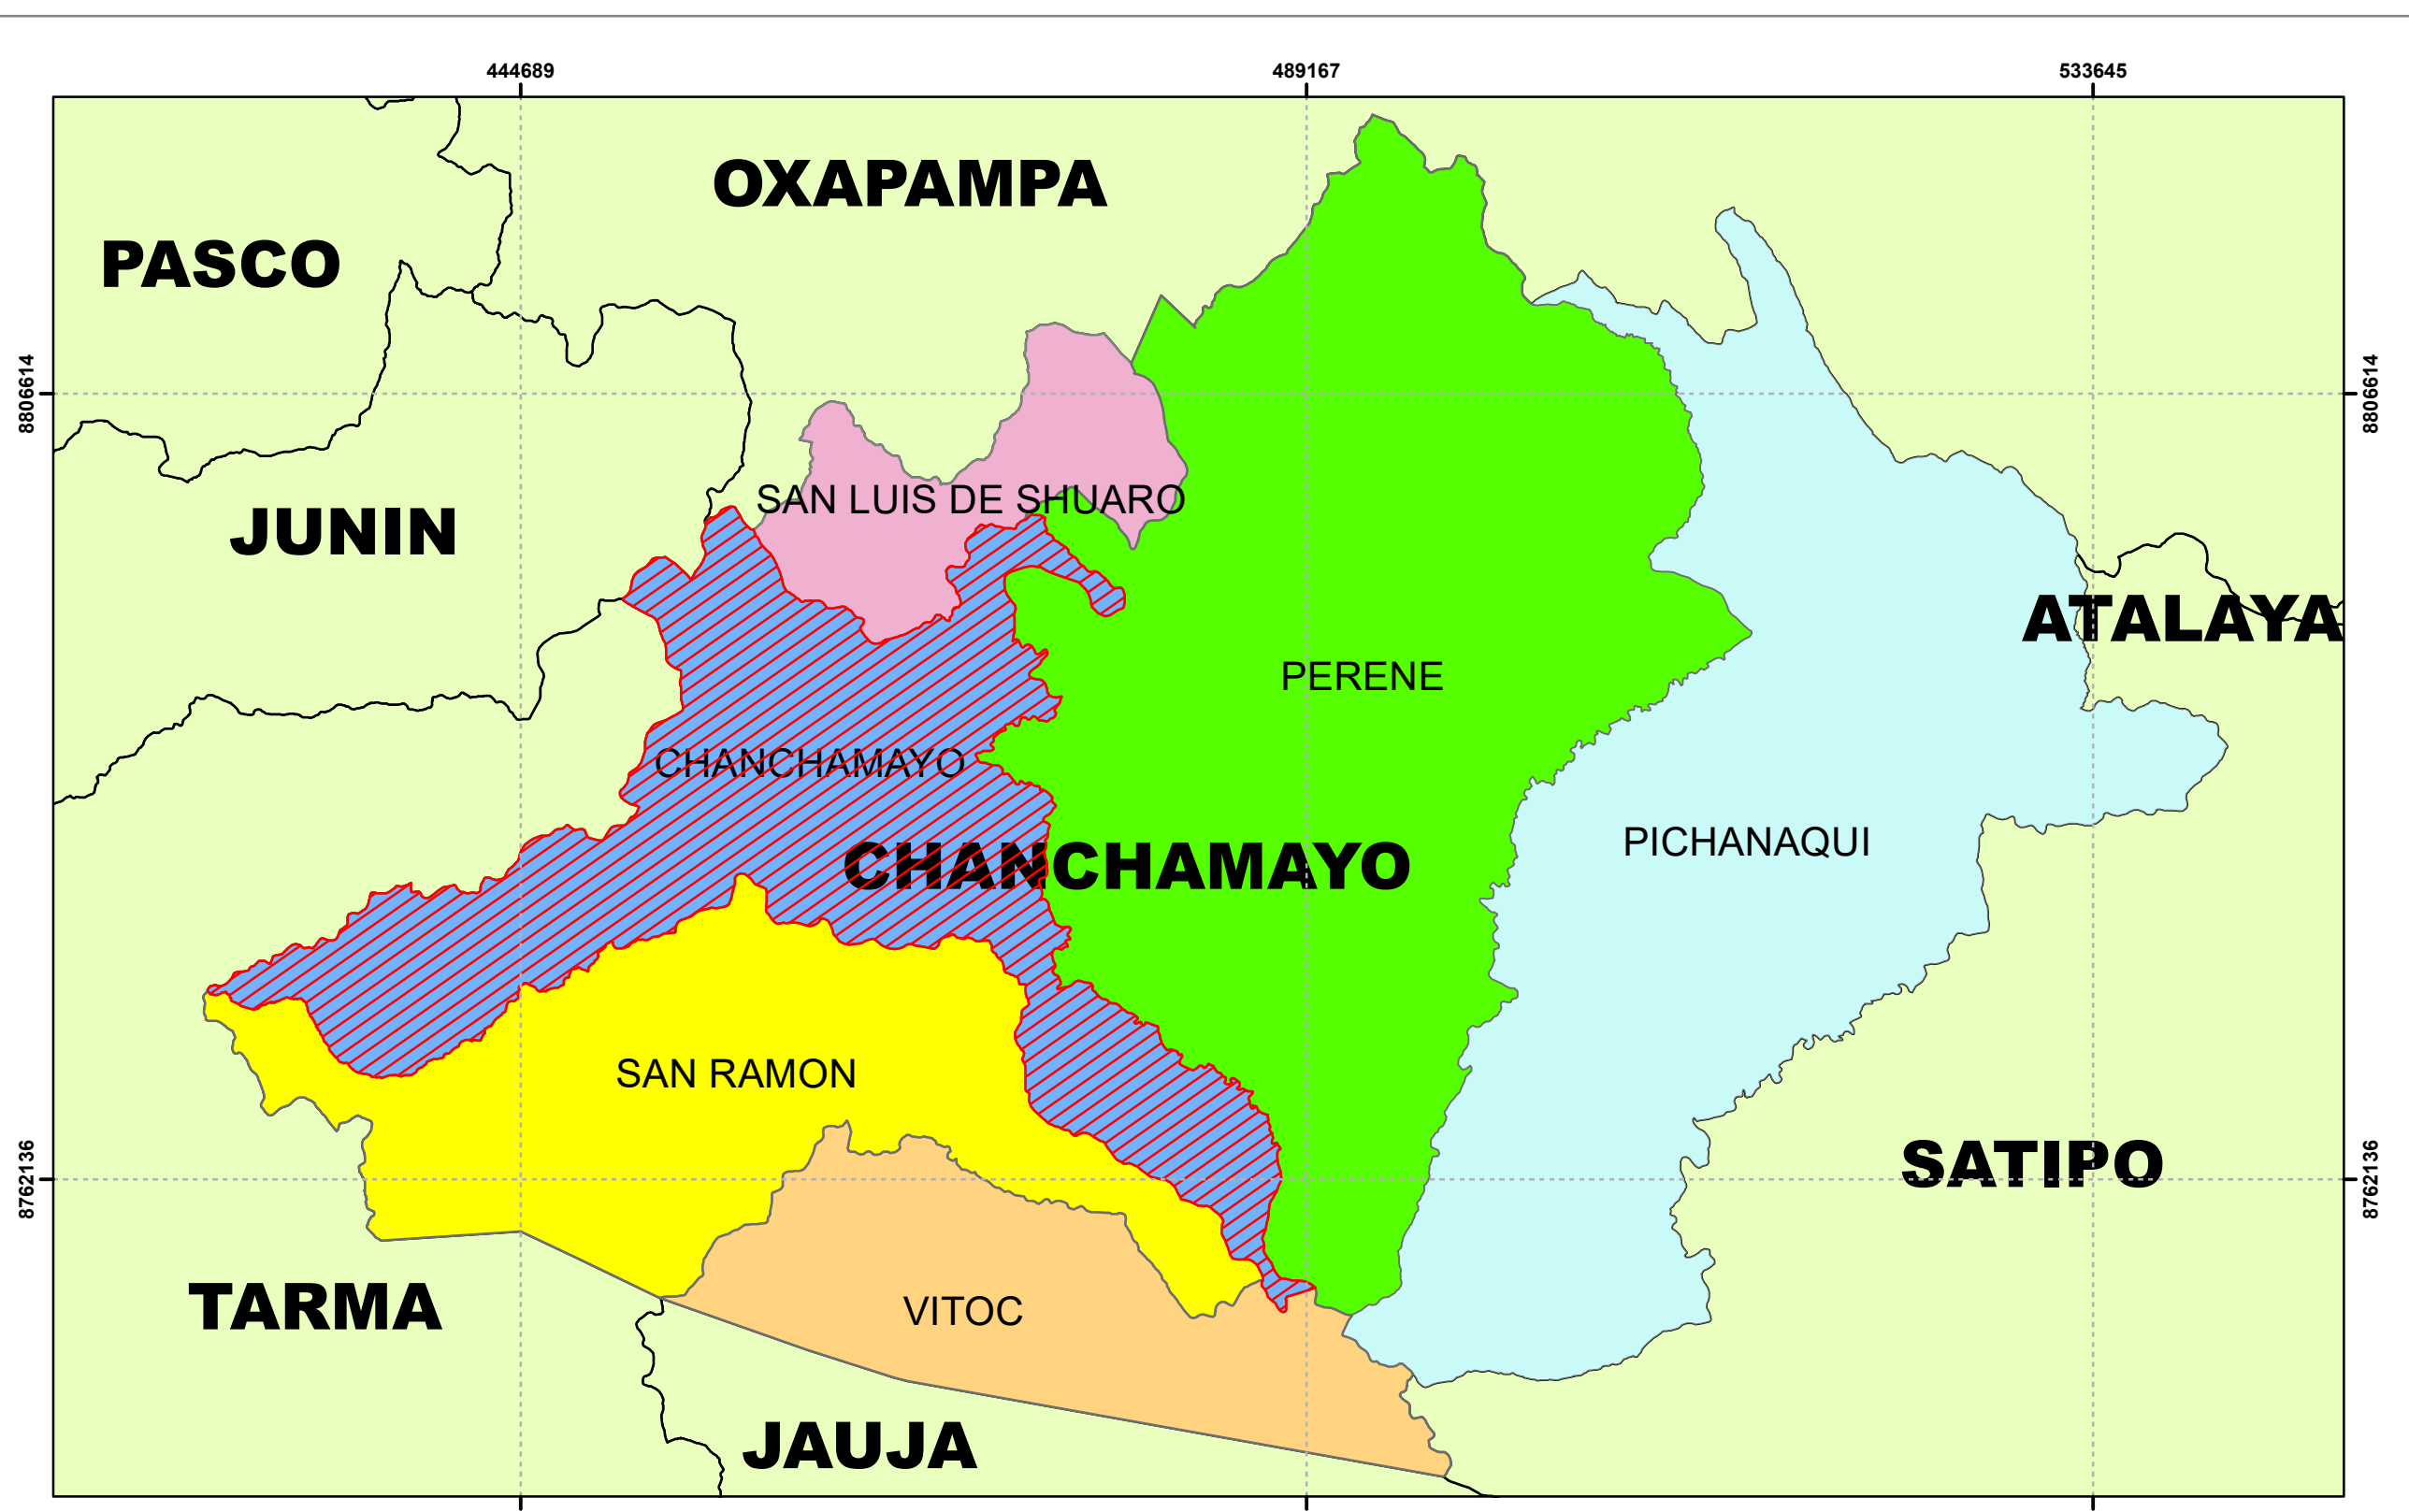 444689
489167
533645
OXAPAMPA
PASCO
8806614
8806614
SAN LUIS DE SHUARO
JUNIN
ATALAYA
PERENE
CHANCHAMAYO
PICHANAQUI
CHANCHAMAYO
SAN RAMON
8762136
SATIPO
8762136
TARMA
VITOC
JAUJA